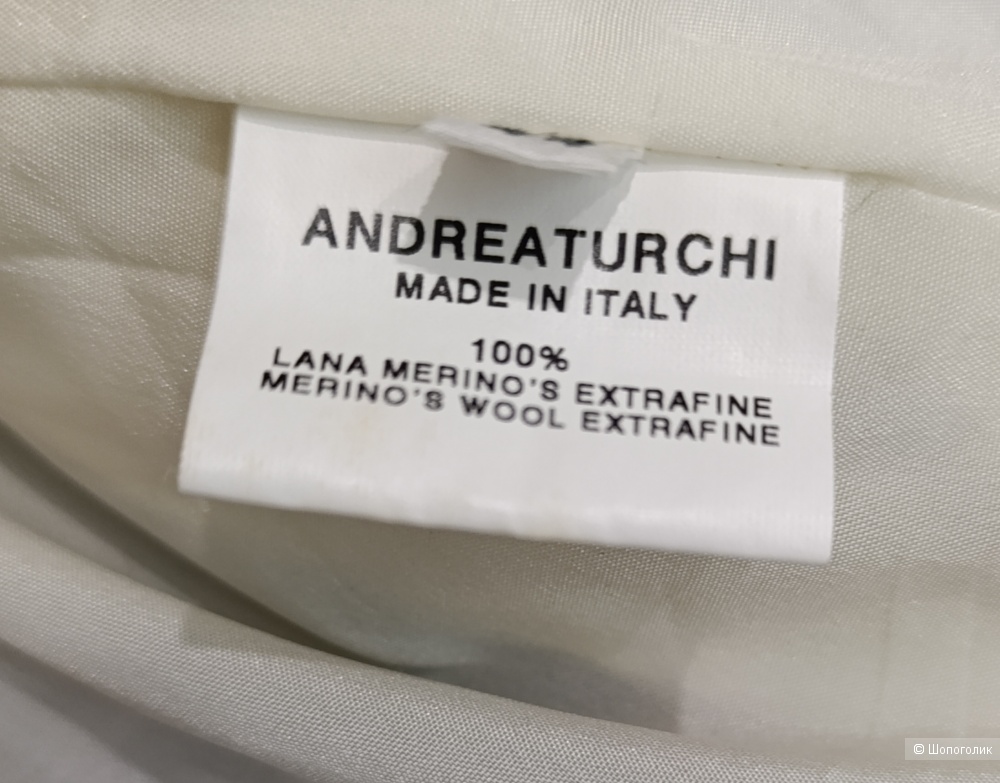 ANDREATURCHI
MADE IN ITALY
100%
LANA MERINO'S EXTRAFINE
MERINO'S WOOL EXTRAFINE
© Шопоголик